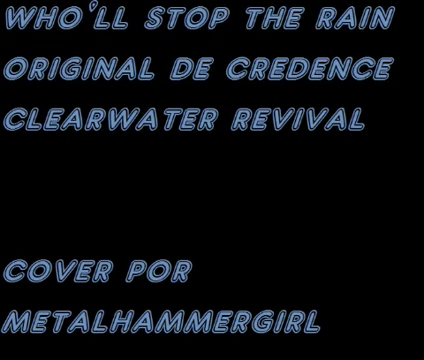 WHO'LL STOP THE RAIN
ORIGINAL DE CREDENCE
CLEARWATER REVIVAL
COVER POR
METALHAMMERGIRL